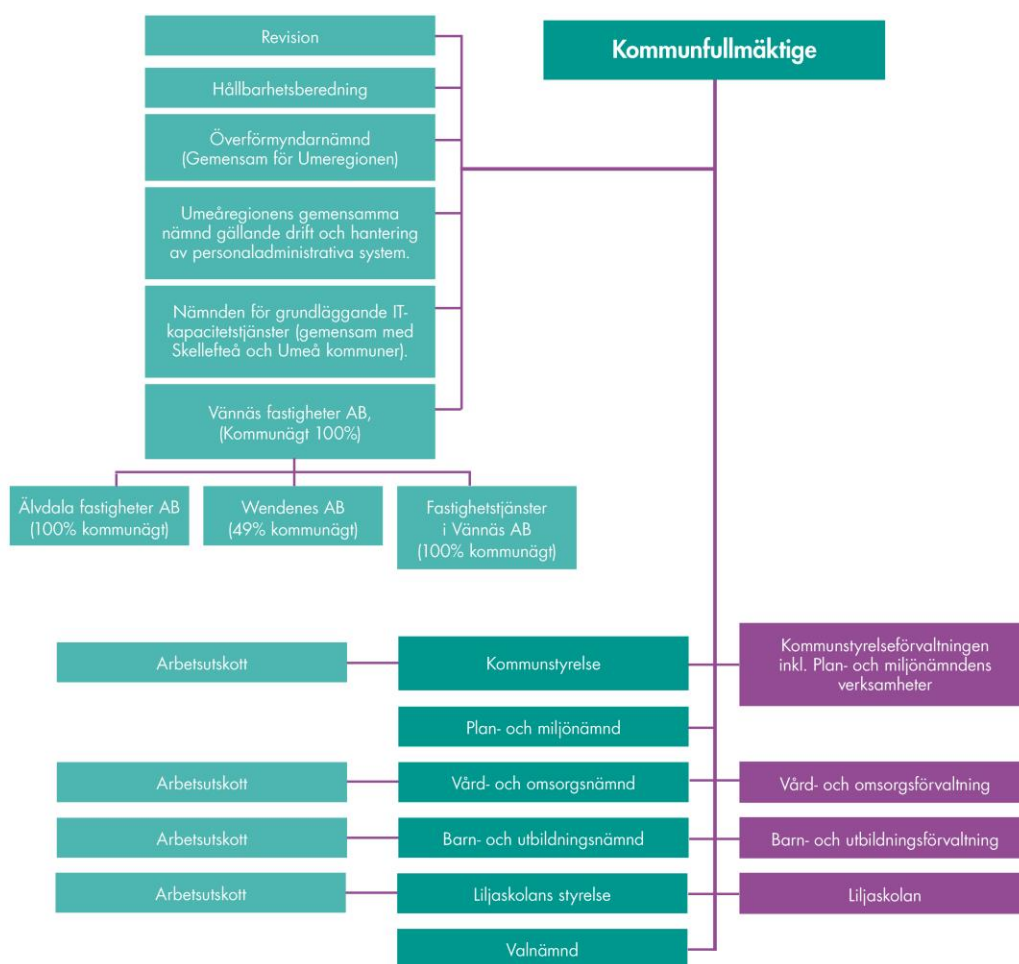 Kommunfullmäktige
Revision
Hållbarhetsberedning
Överförmyndarnämnd
(Gemensam för Umeregionen)
Umeåregionens gemensamma
nämnd gällande drift och hantering
av personaladministrativa system.
Nämnden för grundläggande IT-
kapacitetstjänster (gemensam med
Skellefteå och Umeå kommuner).
Vännäs fastigheter AB,
(Kommunägt 100%)
Älvdala fastigheter AB
(100% kommunägt)
Wendenes AB
(49% kommunägt)
Fastighetstjänster
i Vännäs AB
(100% kommunägt)
Arbetsutskott
Kommunstyrelse
Kommunstyrelseförvaltningen
inkl. Plan- och miljönämndens
verksamheter
Plan- och miljönämnd
Arbetsutskott
Vård- och omsorgsnämnd
Vård- och omsorgsförvaltning
Arbetsutskott
Barn- och utbildningsnämnd
Barn- och utbildningsförvaltning
Arbetsutskott
Liljaskolans styrelse
Liljaskolan
Valnämnd